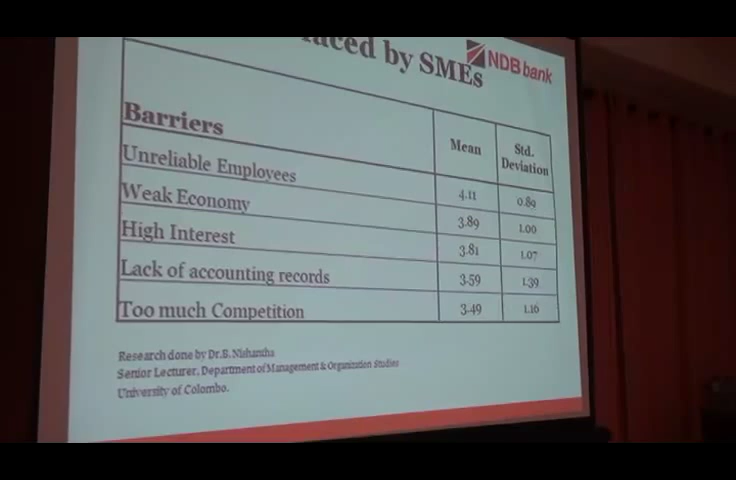 by SMEs
NDB bank
Barriers Mean Std. Deviation
Unreliable Employees 4.11 0.89
Weak Economy 3.89 1.00
High Interest 3.81 1.07
Lack of accounting records 3.59 1.39
Too much Competition 3.49 1.16
Research done by Dr.B. Nishantha
Senior Lecturer, Department of Management & Organization Studies
University of Colombo.